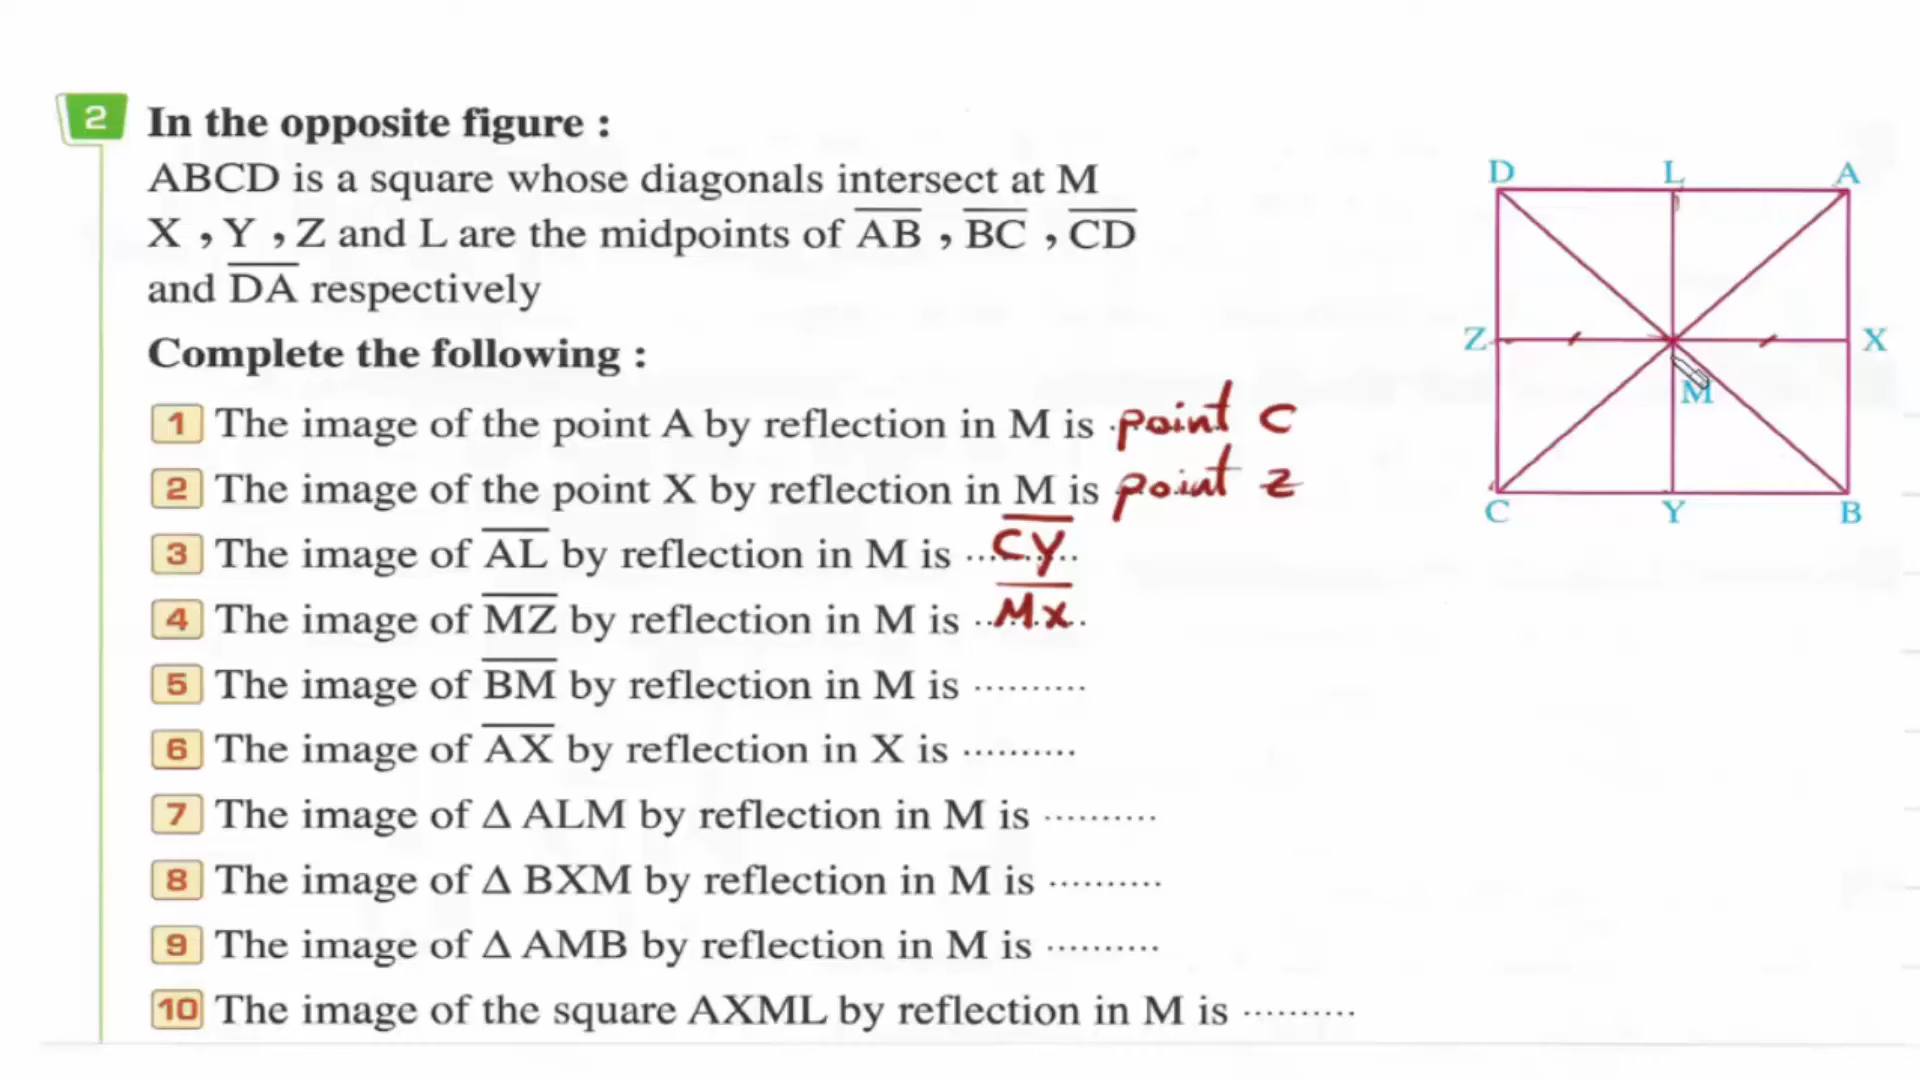 2 In the opposite figure :
ABCD is a square whose diagonals intersect at M
X , Y , Z and L are the midpoints of AB , BC , CD
and DA respectively
Complete the following :
1 The image of the point A by reflection in M is point C
2 The image of the point X by reflection in M is point Z
3 The image of AL by reflection in M is CY
4 The image of MZ by reflection in M is MX
5 The image of BM by reflection in M is ..........
6 The image of AX by reflection in X is ..........
7 The image of Δ ALM by reflection in M is ..........
8 The image of Δ BXM by reflection in M is ..........
9 The image of Δ AMB by reflection in M is ..........
10 The image of the square AXML by reflection in M is ..........
D L A
Z X
M
C Y B